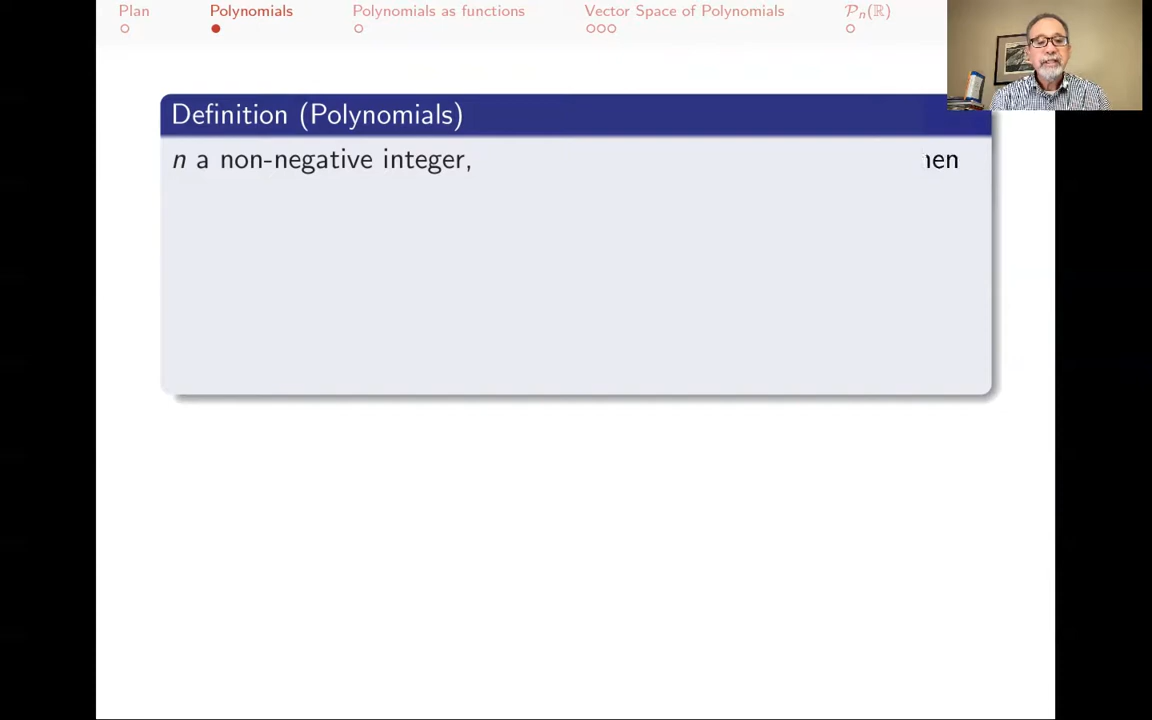 Plan Polynomials Polynomials as functions Vector Space of Polynomials 𝒫ₙ(ℝ)
Definition (Polynomials)
n a non-negative integer,